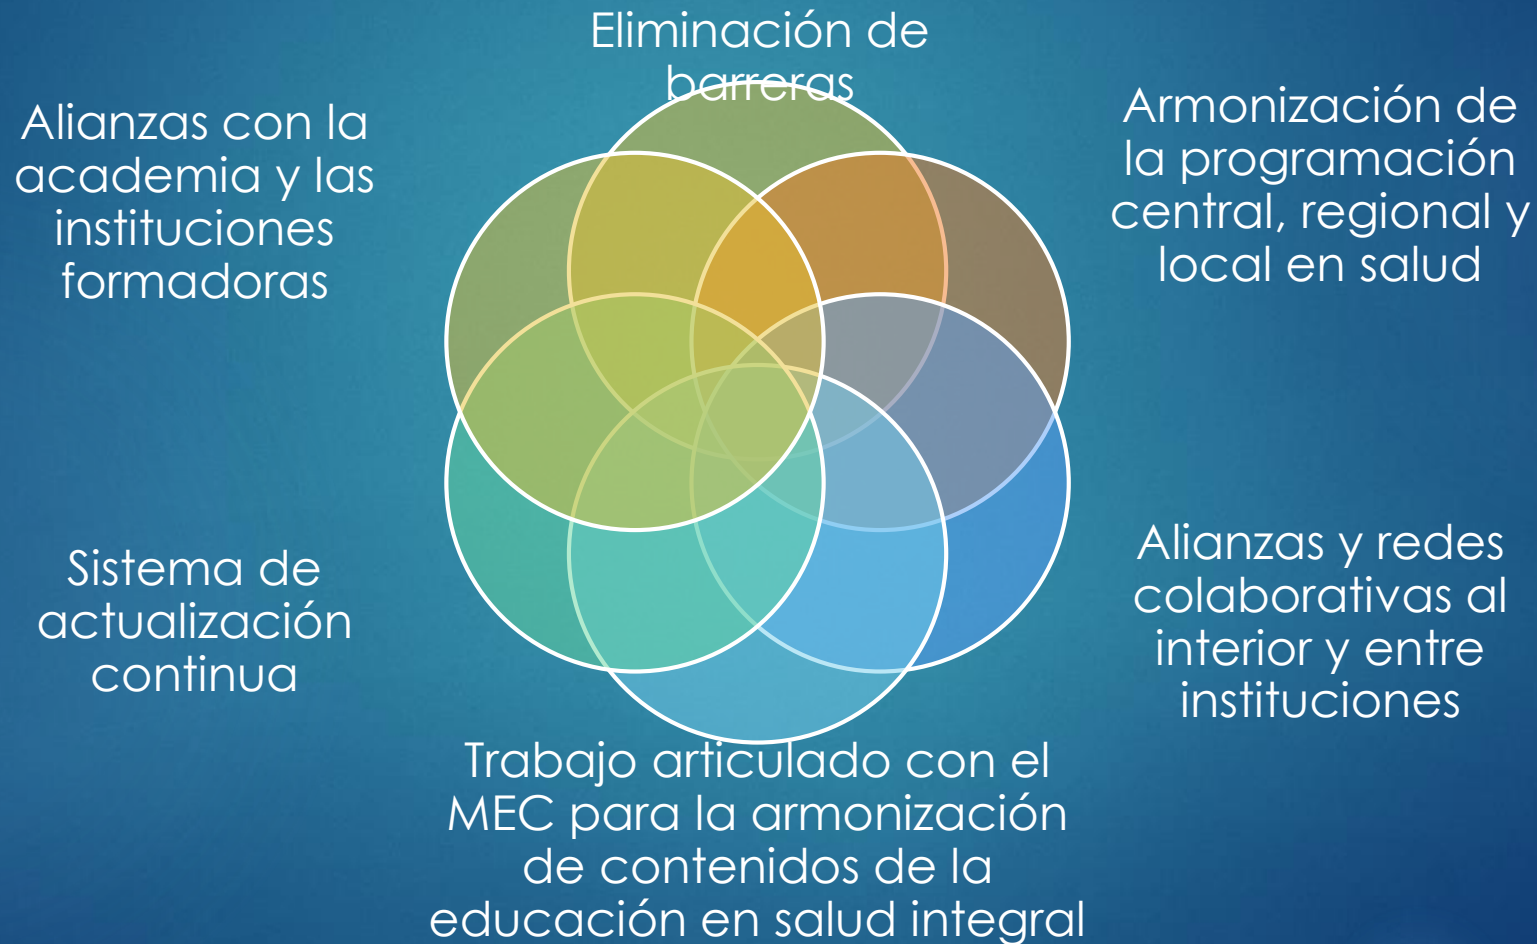 Eliminación de
barreras
Armonización de
la programación
central, regional y
local en salud
Alianzas y redes
colaborativas al
interior y entre
instituciones
Trabajo articulado con el
MEC para la armonización
de contenidos de la
educación en salud integral
Sistema de
actualización
continua
Alianzas con la
academia y las
instituciones
formadoras